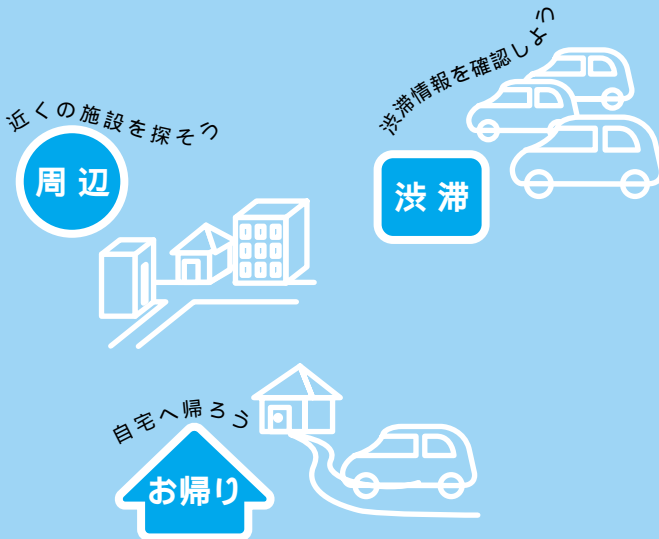 近くの施設を探そう
周辺
渋滞情報を確認しよう
渋滞
自宅へ帰ろう
お帰り